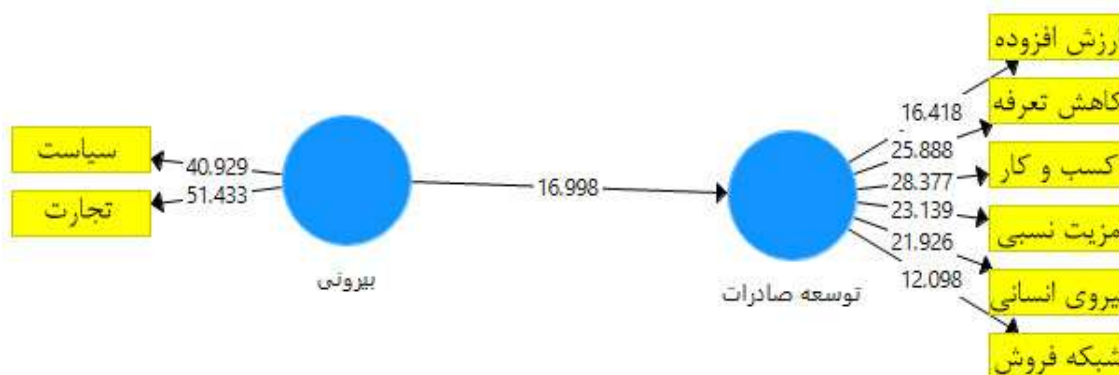 رزش افزوده
کاهش تعرفه
کسب و کار
مزیت نسبی
یروی انسانی
شبکه فروش
16.418
25.888
28.377
23.139
21.926
12.098
توسعه صادرات
16.998
بیرونی
40.929
51.433
سیاست
تجارت